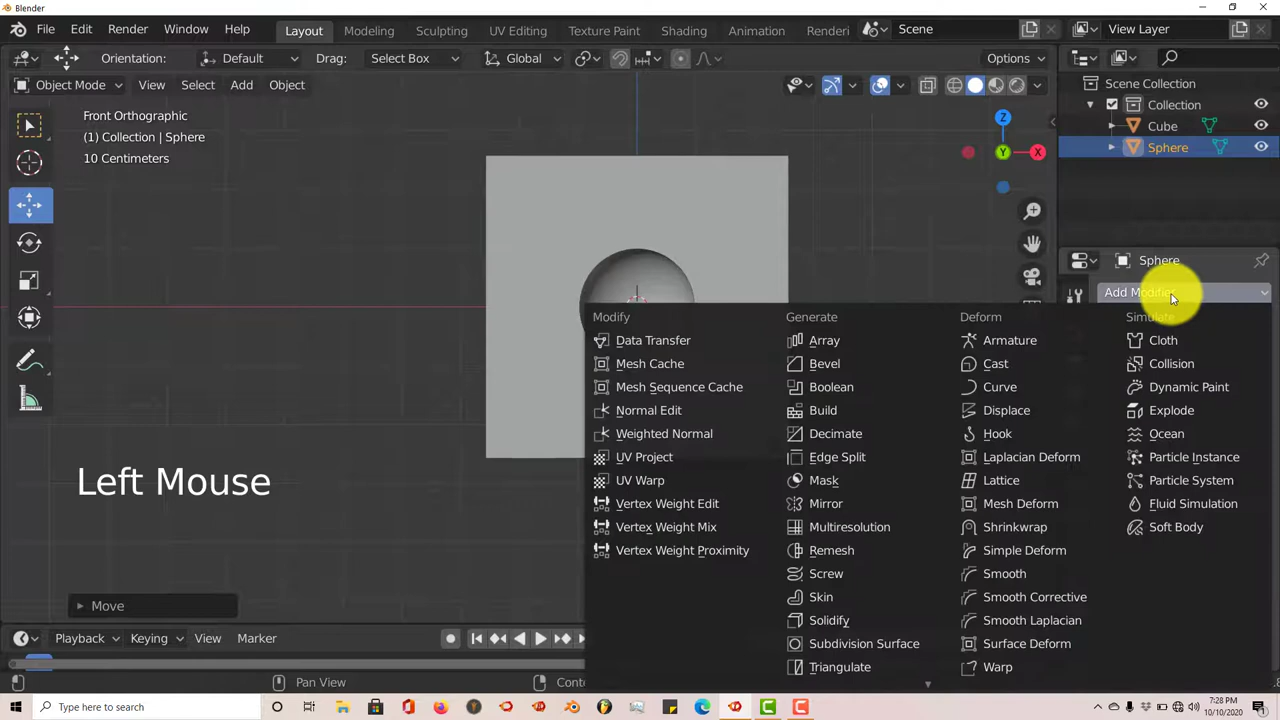 Blender
File Edit Render Window Help Layout Modeling Sculpting UV Editing Texture Paint Shading Animation Renderi Scene View Layer
Orientation: Default Drag: Select Box Global Options
Object Mode View Select Add Object
Scene Collection
Collection
Cube
Sphere
Front Orthographic
(1) Collection | Sphere
10 Centimeters
Z
Y
X
Sphere
Modify
Data Transfer
Mesh Cache
Mesh Sequence Cache
Normal Edit
Weighted Normal
UV Project
UV Warp
Vertex Weight Edit
Vertex Weight Mix
Vertex Weight Proximity
Generate
Array
Bevel
Boolean
Build
Decimate
Edge Split
Mask
Mirror
Multiresolution
Remesh
Screw
Skin
Solidify
Subdivision Surface
Triangulate
Deform
Armature
Cast
Curve
Displace
Hook
Laplacian Deform
Lattice
Mesh Deform
Shrinkwrap
Simple Deform
Smooth
Smooth Corrective
Smooth Laplacian
Surface Deform
Warp
Simulate
Cloth
Collision
Dynamic Paint
Explode
Ocean
Particle Instance
Particle System
Fluid Simulation
Soft Body
Left Mouse
Move
Playback Keying View Marker
Pan View
Type here to search
7:28 PM
10/10/2020